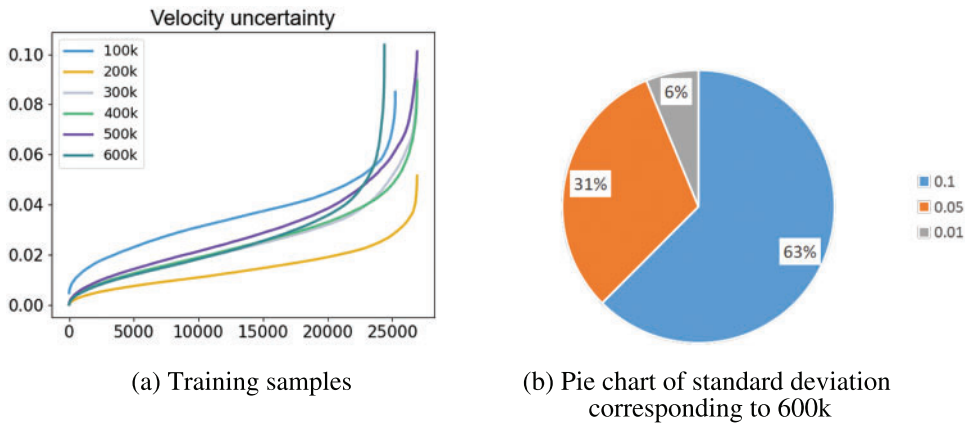 Velocity uncertainty
0.10
0.08
0.06
0.04
0.02
0.00
100k
200k
300k
400k
500k
600k
0
5000
10000
15000
20000
25000
(a) Training samples
6%
31%
63%
0.1
0.05
0.01
(b) Pie chart of standard deviation
corresponding to 600k